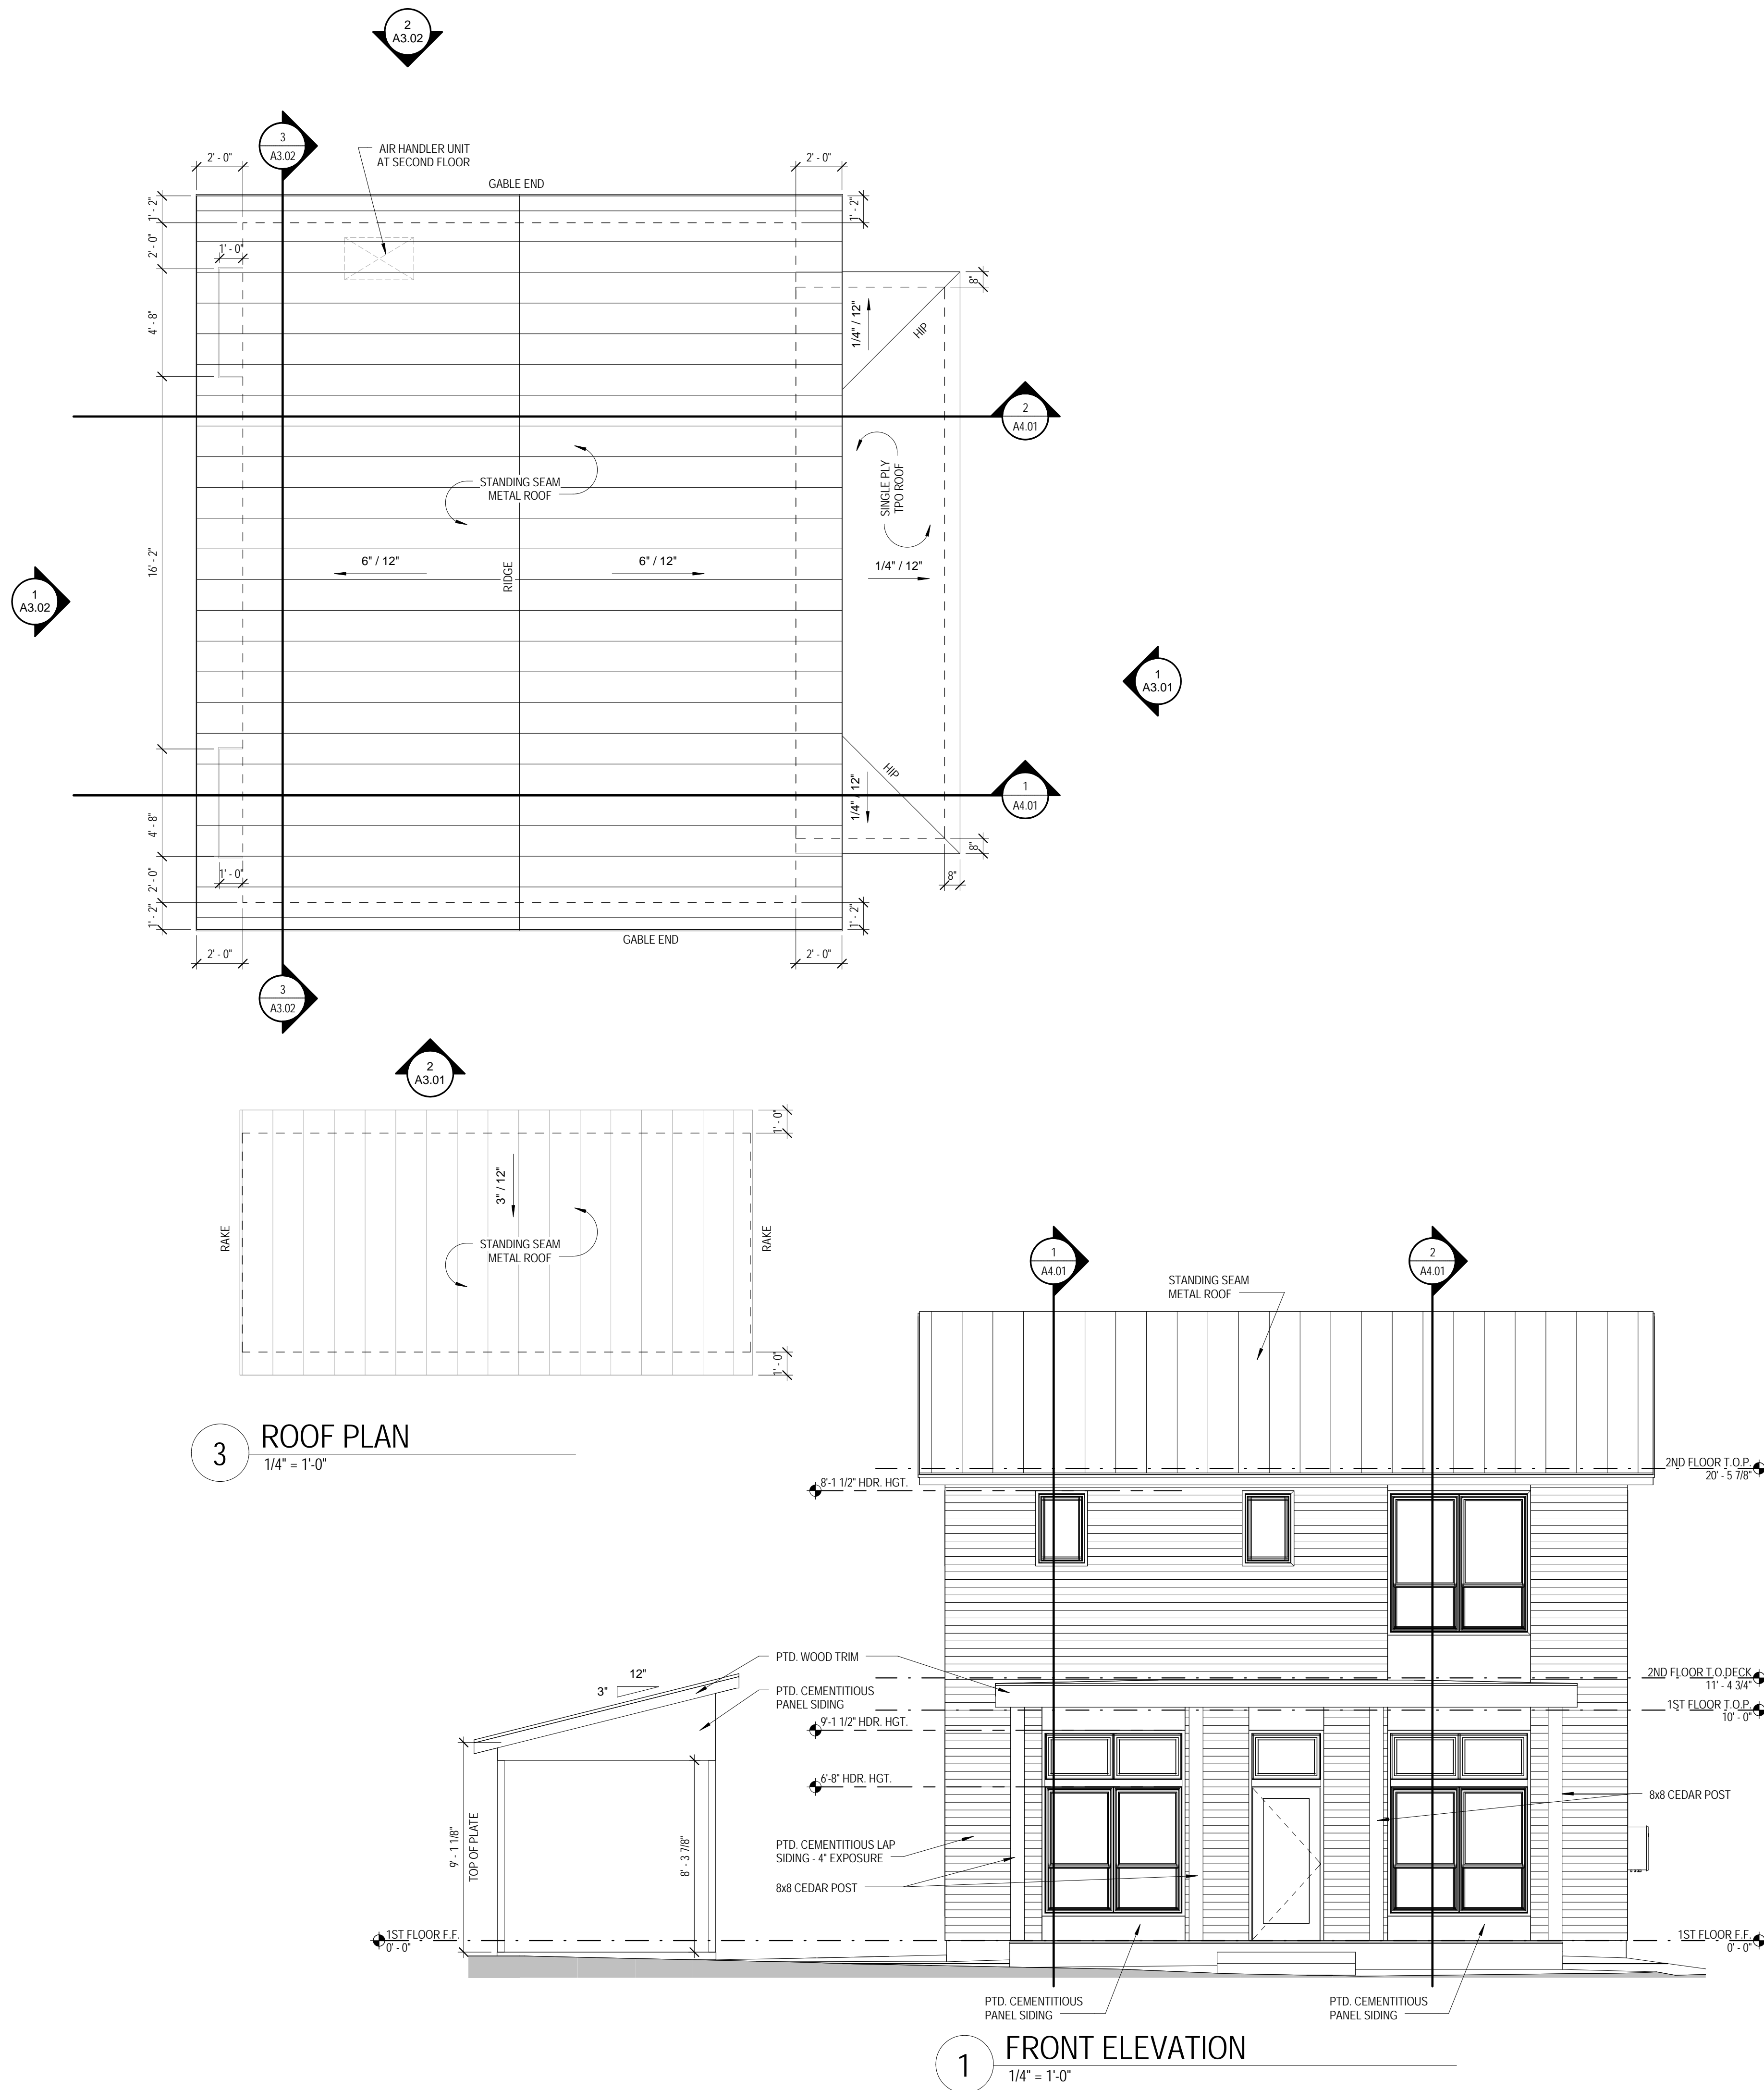 2
A3.02
3
A3.02
AIR HANDLER UNIT
AT SECOND FLOOR
2' - 0"
2' - 0"
GABLE END
1' - 2"
1' - 2"
2' - 0"
1' - 0"
4' - 8"
8"
1/4" / 12"
HIP
2
A4.01
STANDING SEAM
METAL ROOF
SINGLE PLY
TPO ROOF
16' - 2"
6" / 12"
6" / 12"
RIDGE
1/4" / 12"
1
A3.02
1
A3.01
HIP
1/4" / 12"
1
A4.01
4' - 8"
8"
2' - 0"
1' - 0"
8"
1' - 2"
1' - 2"
GABLE END
2' - 0"
2' - 0"
3
A3.02
2
A3.01
1' - 0"
3" / 12"
RAKE
STANDING SEAM
METAL ROOF
RAKE
1' - 0"
3
ROOF PLAN
1/4" = 1'-0"
1
A4.01
2
A4.01
STANDING SEAM
METAL ROOF
2ND FLOOR T.O.P.
20' - 5 7/8"
8'-1 1/2" HDR. HGT.
PTD. WOOD TRIM
12"
3"
PTD. CEMENTITIOUS
PANEL SIDING
2ND FLOOR T.O.DECK
11' - 4 3/4"
1ST FLOOR T.O.P.
10' - 0"
9'-1 1/2" HDR. HGT.
6'-8" HDR. HGT.
8x8 CEDAR POST
9' - 1 1/8"
TOP OF PLATE
8' - 3 7/8"
PTD. CEMENTITIOUS LAP
SIDING - 4" EXPOSURE
8x8 CEDAR POST
1ST FLOOR F.F.
0' - 0"
1ST FLOOR F.F.
0' - 0"
PTD. CEMENTITIOUS
PANEL SIDING
PTD. CEMENTITIOUS
PANEL SIDING
1
FRONT ELEVATION
1/4" = 1'-0"